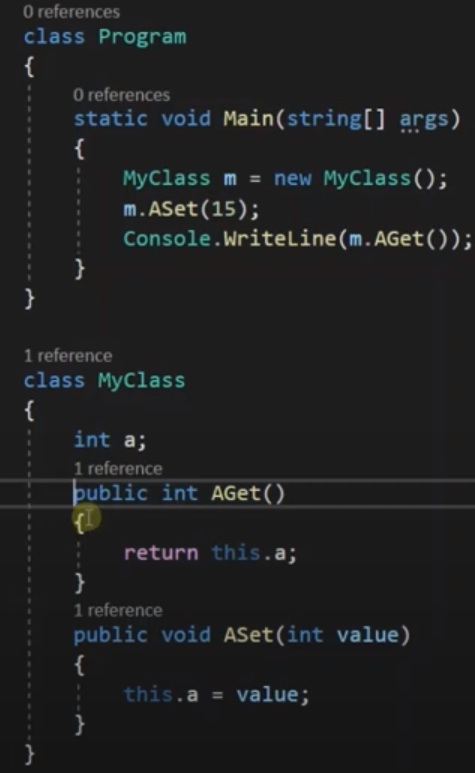 0 references
class Program
{
0 references
static void Main(string[] args)
{
MyClass m = new MyClass();
m.ASet(15);
Console.WriteLine(m.AGet());
}
}
1 reference
class MyClass
{
int a;
1 reference
public int AGet()
{
return this.a;
}
1 reference
public void ASet(int value)
{
this.a = value;
}
}